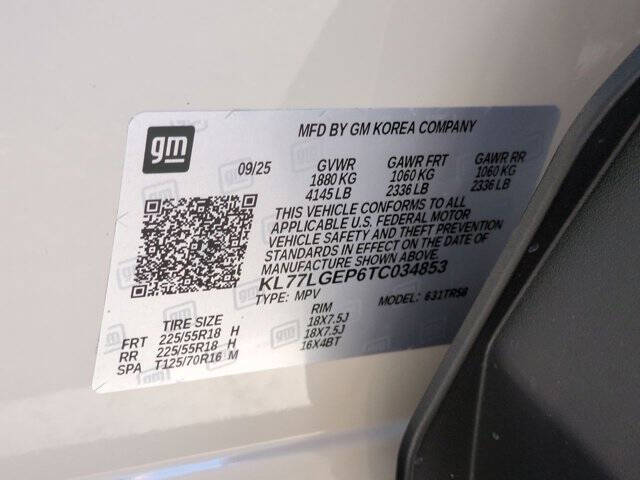 gm
MFD BY GM KOREA COMPANY
09/25 GVWR GAWR FRT GAWR RR
1880 KG 1060 KG 1060 KG
4145 LB 2336 LB 2336 LB
THIS VEHICLE CONFORMS TO ALL
APPLICABLE U.S. FEDERAL MOTOR
VEHICLE SAFETY AND THEFT PREVENTION
STANDARDS IN EFFECT ON THE DATE OF
MANUFACTURE SHOWN ABOVE.
KL77LGEP6TC034853
TYPE: MPV MODEL: 631TR58
TIRE SIZE RIM
FRT 225/55R18 H 18X7.5J
RR 225/55R18 H 18X7.5J
SPA T125/70R16 M 16X4BT